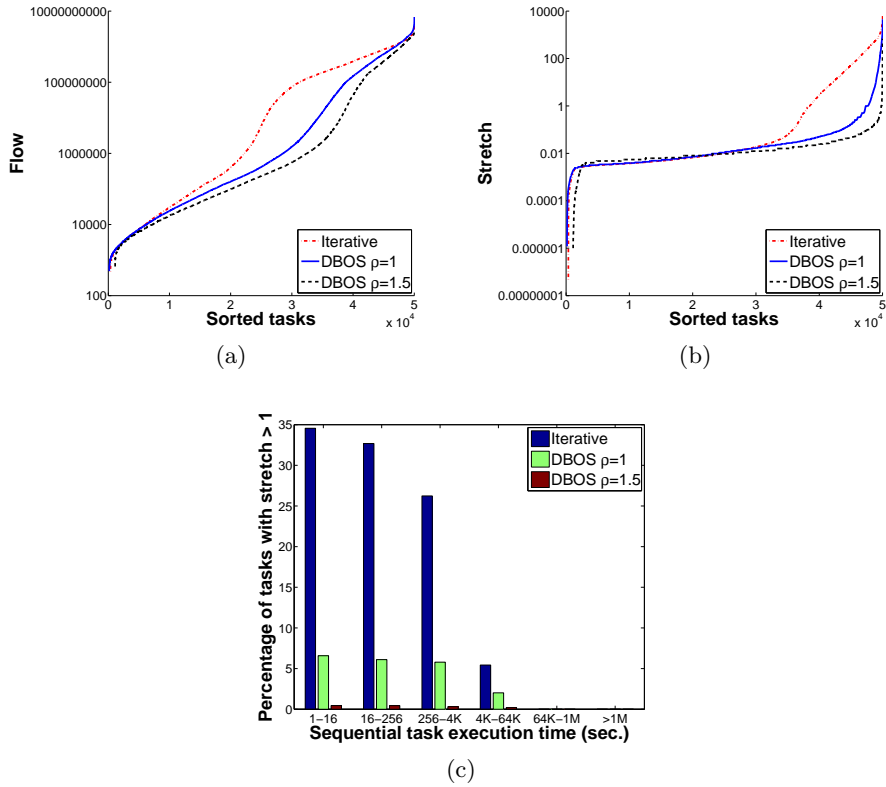 10000000000
100000000
1000000
10000
100
Flow
0 1 2 3 4 5
x 10^4
Sorted tasks
Iterative
DBOS ρ=1
DBOS ρ=1.5
(a)
10000
100
1
0.01
0.0001
0.000001
0.00000001
Stretch
0 1 2 3 4 5
x 10^4
Sorted tasks
Iterative
DBOS ρ=1
DBOS ρ=1.5
(b)
35
30
25
20
15
10
5
0
Percentage of tasks with stretch > 1
Iterative
DBOS ρ=1
DBOS ρ=1.5
1−16 16−256 256−4K 4K−64K 64K−1M >1M
Sequential task execution time (sec.)
(c)